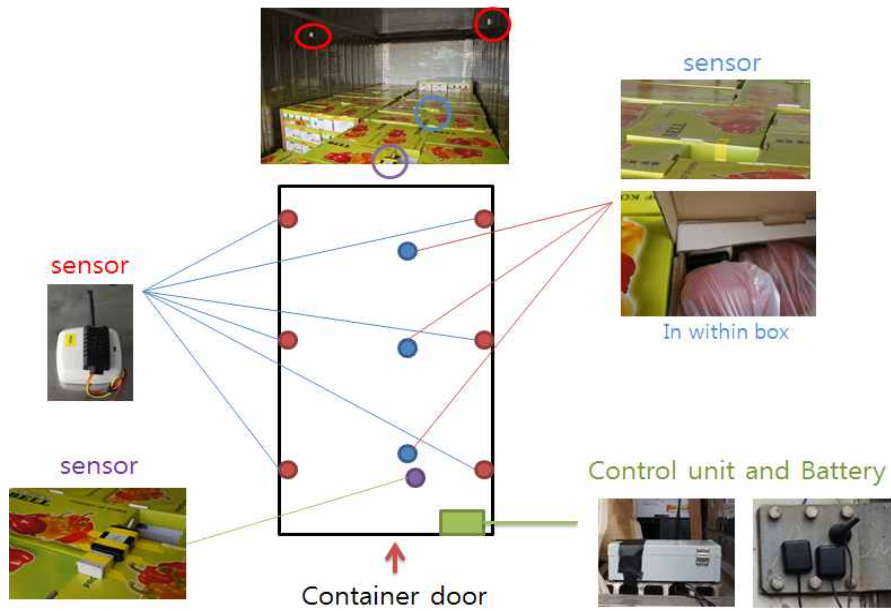 sensor
sensor
In within box
sensor
Control unit and Battery
Container door